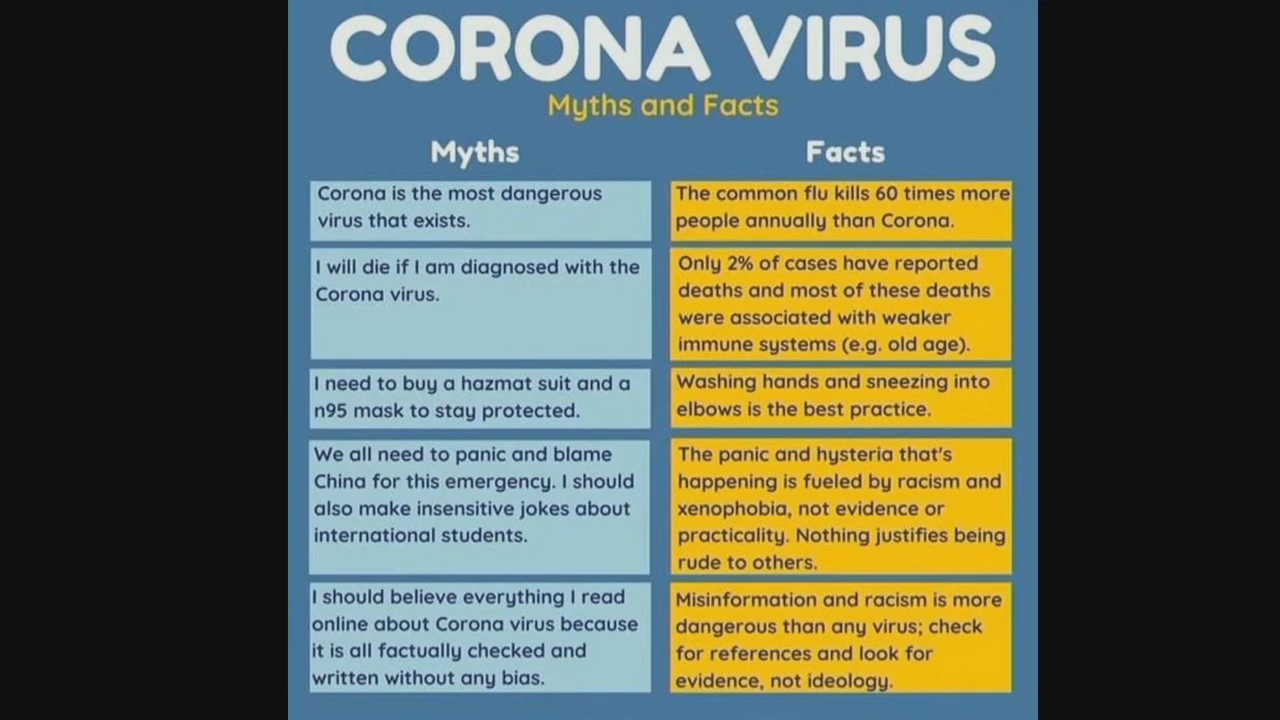 CORONA VIRUS
Myths and Facts
Myths
Facts
Corona is the most dangerous
virus that exists.
The common flu kills 60 times more
people annually than Corona.
I will die if I am diagnosed with the
Corona virus.
Only 2% of cases have reported
deaths and most of these deaths
were associated with weaker
immune systems (e.g. old age).
I need to buy a hazmat suit and a
n95 mask to stay protected.
Washing hands and sneezing into
elbows is the best practice.
We all need to panic and blame
China for this emergency. I should
also make insensitive jokes about
international students.
The panic and hysteria that's
happening is fueled by racism and
xenophobia, not evidence or
practicality. Nothing justifies being
rude to others.
I should believe everything I read
online about Corona virus because
it is all factually checked and
written without any bias.
Misinformation and racism is more
dangerous than any virus; check
for references and look for
evidence, not ideology.